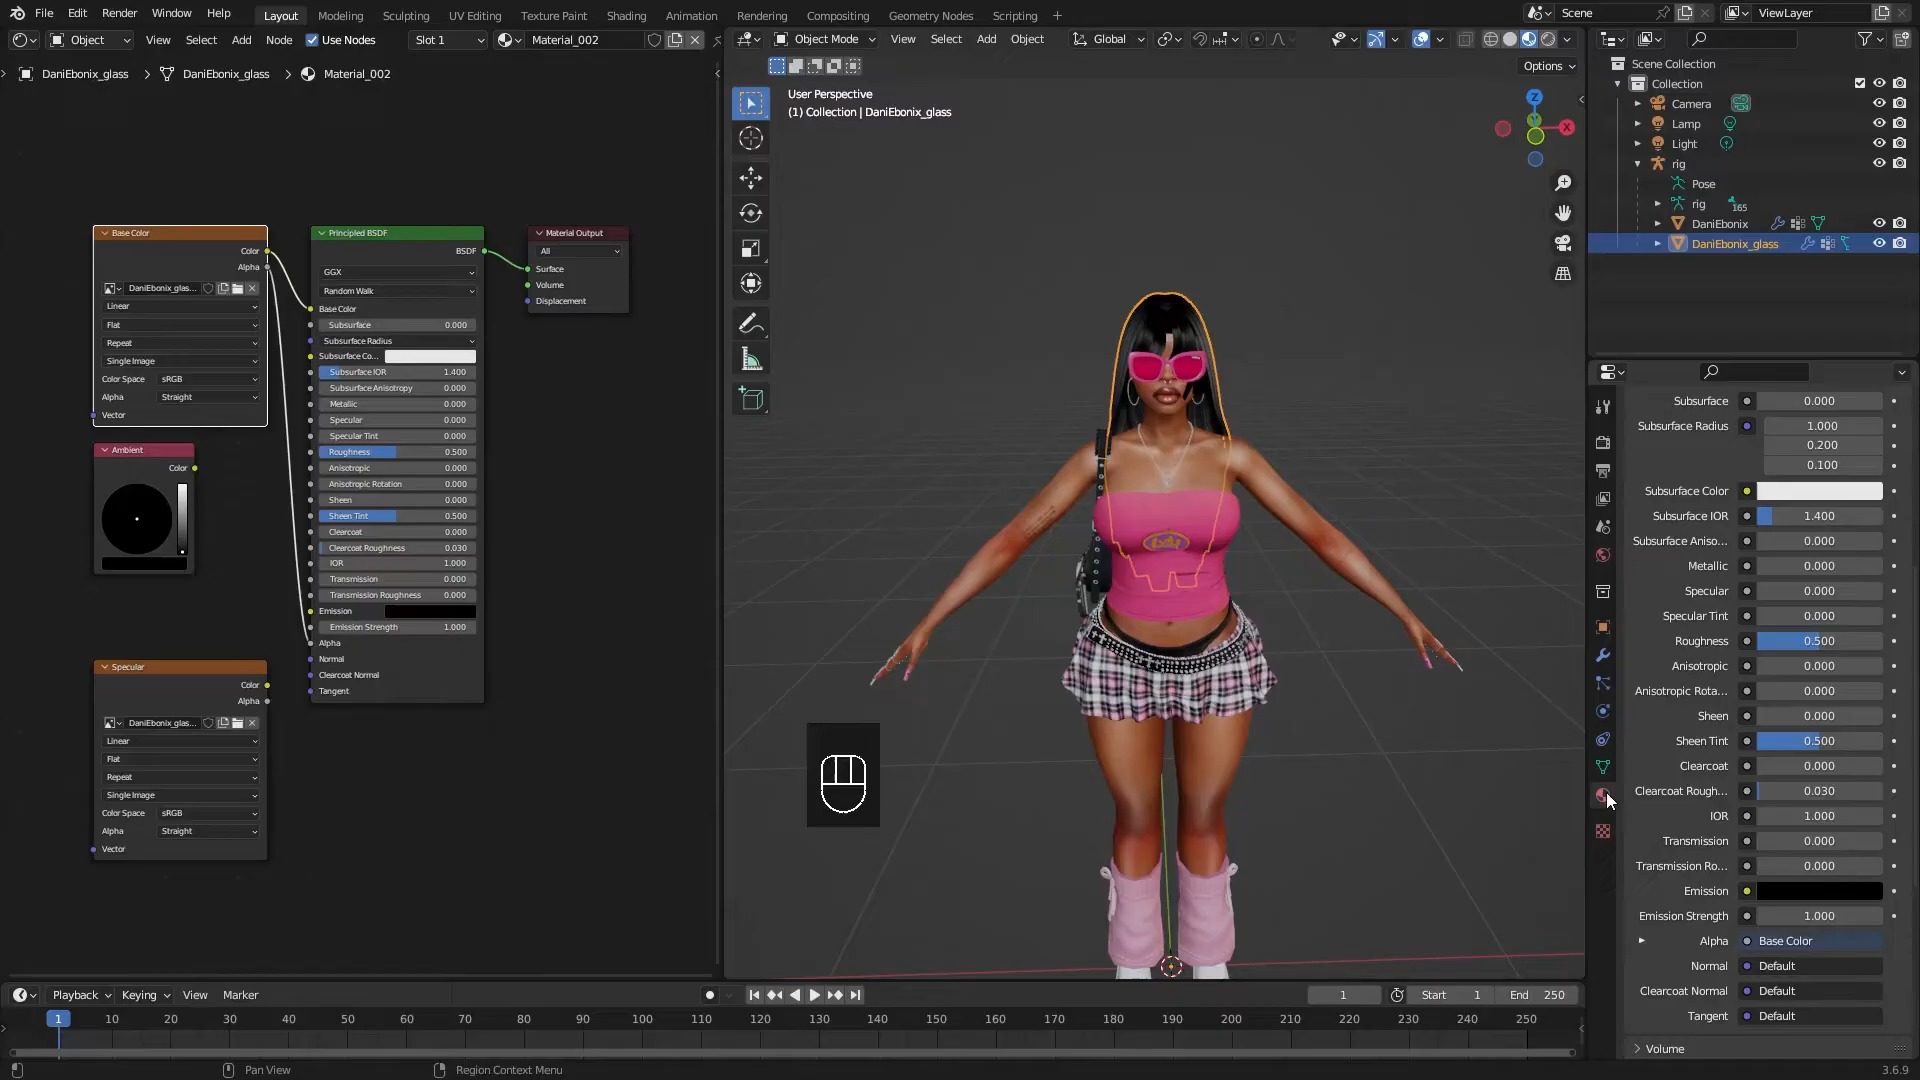 File Edit Render Window Help Layout Modeling Sculpting UV Editing Texture Paint Shading Animation Rendering Compositing Geometry Nodes Scripting + Scene ViewLayer
Object View Select Add Node Use Nodes Slot 1 Material_002 Object Mode View Select Add Object Global
Options
DaniEbonix_glass > DaniEbonix_glass > Material_002
User Perspective
(1) Collection | DaniEbonix_glass
Z
X
Scene Collection
Collection
Camera
Lamp
Light
rig
Pose
rig 165
DaniEbonix
DaniEbonix_glass
Base Color
Color
Alpha
DaniEbonix_glas...
Linear
Flat
Repeat
Single Image
Color Space sRGB
Alpha Straight
Vector
Ambient
Color
Specular
Color
Alpha
DaniEbonix_glas...
Linear
Flat
Repeat
Single Image
Color Space sRGB
Alpha Straight
Vector
Principled BSDF
BSDF
GGX
Random Walk
Base Color
Subsurface 0.000
Subsurface Radius
Subsurface Co...
Subsurface IOR 1.400
Subsurface Anisotropy 0.000
Metallic 0.000
Specular 0.000
Specular Tint 0.000
Roughness 0.500
Anisotropic 0.000
Anisotropic Rotation 0.000
Sheen 0.000
Sheen Tint 0.500
Clearcoat 0.000
Clearcoat Roughness 0.030
IOR 1.000
Transmission 0.000
Transmission Roughness 0.000
Emission
Emission Strength 1.000
Alpha
Normal
Clearcoat Normal
Tangent
Material Output
All
Surface
Volume
Displacement
Subsurface 0.000
Subsurface Radius 1.000
0.200
0.100
Subsurface Color
Subsurface IOR 1.400
Subsurface Aniso... 0.000
Metallic 0.000
Specular 0.000
Specular Tint 0.000
Roughness 0.500
Anisotropic 0.000
Anisotropic Rota... 0.000
Sheen 0.000
Sheen Tint 0.500
Clearcoat 0.000
Clearcoat Rough... 0.030
IOR 1.000
Transmission 0.000
Transmission Ro... 0.000
Emission
Emission Strength 1.000
Alpha Base Color
Normal Default
Clearcoat Normal Default
Tangent Default
Volume
Playback Keying View Marker 1 Start 1 End 250
1 10 20 30 40 50 60 70 80 90 100 110 120 130 140 150 160 170 180 190 200 210 220 230 240 250
Pan View Region Context Menu 3.6.9